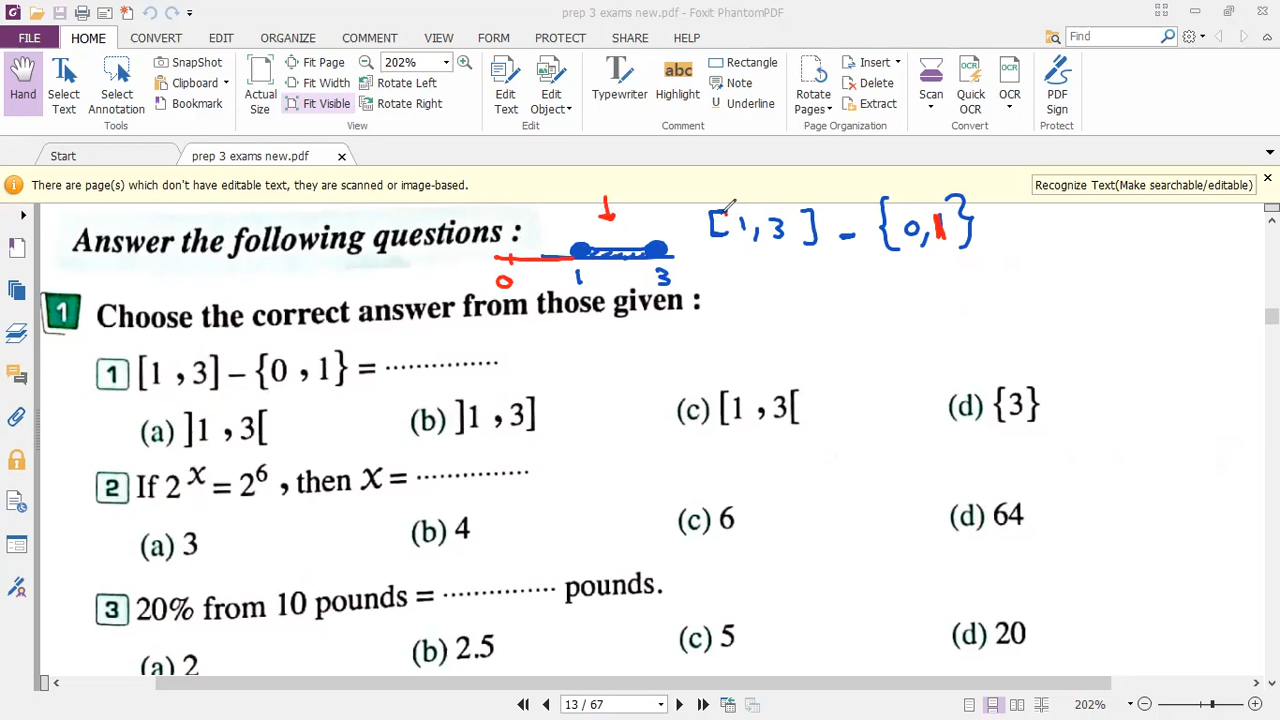 prep 3 exams new.pdf - Foxit PhantomPDF
FILE HOME CONVERT EDIT ORGANIZE COMMENT VIEW FORM PROTECT SHARE HELP Find
Hand
Select Text
Select Annotation
SnapShot
Clipboard
Bookmark
Tools
Actual Size
Fit Page
Fit Width
Fit Visible
202%
Rotate Left
Rotate Right
View
Edit Text
Edit Object
Edit
Typewriter
abc
Highlight
Rectangle
Note
Underline
Comment
Rotate Pages
Insert
Delete
Extract
Page Organization
Scan
OCR
Quick OCR
OCR
OCR
Convert
PDF Sign
Protect
Start prep 3 exams new.pdf
There are page(s) which don't have editable text, they are scanned or image-based. Recognize Text(Make searchable/editable)
[1,3] - {0,1}
Answer the following questions :
0 1 3
1 Choose the correct answer from those given :
1 [1 , 3] – {0 , 1} = ...............
(a) ]1 , 3[ (b) ]1 , 3] (c) [1 , 3[ (d) {3}
2 If 2^x = 2^6 , then x = ...............
(a) 3 (b) 4 (c) 6 (d) 64
3 20% from 10 pounds = ............... pounds.
(a) 2 (b) 2.5 (c) 5 (d) 20
13 / 67 202%